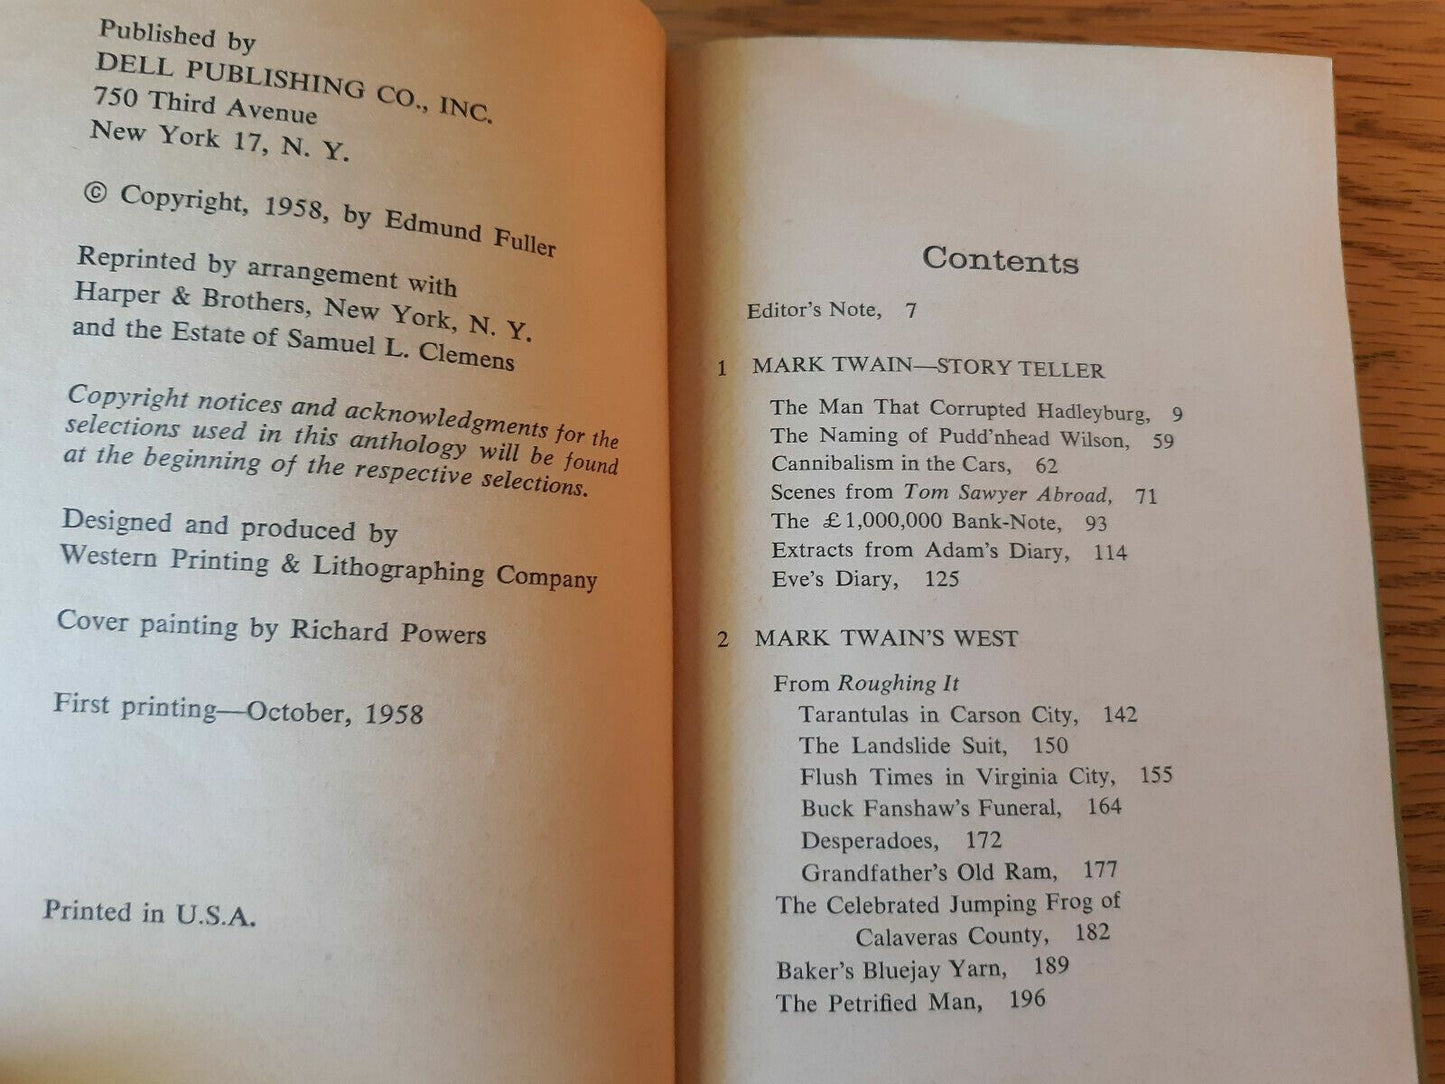 Published by
DELL PUBLISHING CO., INC.
750 Third Avenue
New York 17, N. Y.
© Copyright, 1958, by Edmund Fuller
Reprinted by arrangement with
Harper & Brothers, New York, N. Y.
and the Estate of Samuel L. Clemens
Copyright notices and acknowledgments for the
selections used in this anthology will be found
at the beginning of the respective selections.
Designed and produced by
Western Printing & Lithographing Company
Cover painting by Richard Powers
First printing—October, 1958
Printed in U.S.A.
Contents
Editor's Note, 7
1 MARK TWAIN—STORY TELLER
The Man That Corrupted Hadleyburg, 9
The Naming of Pudd'nhead Wilson, 59
Cannibalism in the Cars, 62
Scenes from Tom Sawyer Abroad, 71
The £1,000,000 Bank-Note, 93
Extracts from Adam's Diary, 114
Eve's Diary, 125
2 MARK TWAIN'S WEST
From Roughing It
Tarantulas in Carson City, 142
The Landslide Suit, 150
Flush Times in Virginia City, 155
Buck Fanshaw's Funeral, 164
Desperadoes, 172
Grandfather's Old Ram, 177
The Celebrated Jumping Frog of
Calaveras County, 182
Baker's Bluejay Yarn, 189
The Petrified Man, 196